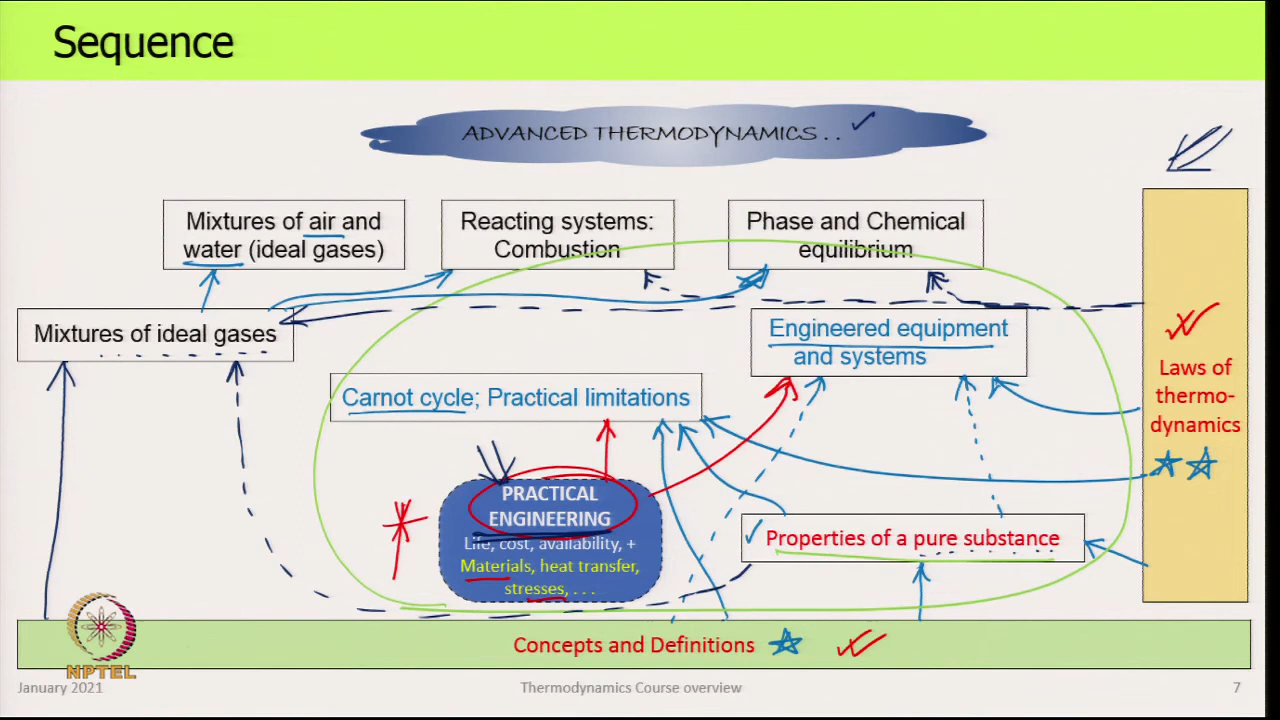 Sequence
ADVANCED THERMODYNAMICS . .
Mixtures of air and
water (ideal gases)
Reacting systems:
Combustion
Phase and Chemical
equilibrium
Mixtures of ideal gases
Engineered equipment
and systems
Carnot cycle; Practical limitations
Laws of
thermo-
dynamics
PRACTICAL
ENGINEERING
Life, cost, availability, +
Materials, heat transfer,
stresses, . . .
Properties of a pure substance
Concepts and Definitions
NPTEL
January 2021
Thermodynamics Course overview
7